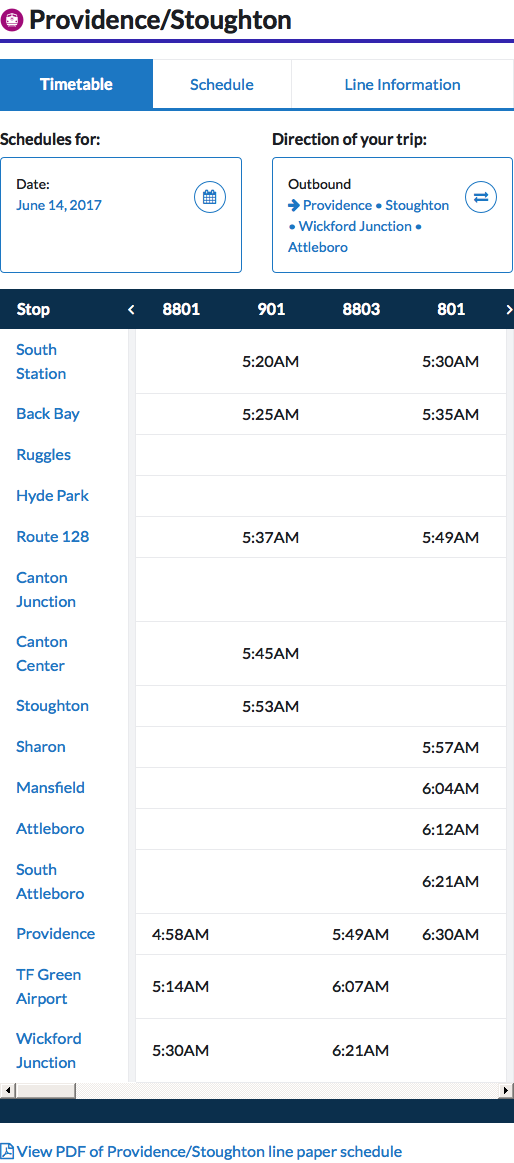 Providence/Stoughton
Timetable Schedule Line Information
Schedules for:
Date:
June 14, 2017
Direction of your trip:
Outbound
Providence • Stoughton
• Wickford Junction •
Attleboro
Stop 8801 901 8803 801
South
Station 5:20AM 5:30AM
Back Bay 5:25AM 5:35AM
Ruggles
Hyde Park
Route 128 5:37AM 5:49AM
Canton
Junction
Canton
Center 5:45AM
Stoughton 5:53AM
Sharon 5:57AM
Mansfield 6:04AM
Attleboro 6:12AM
South
Attleboro 6:21AM
Providence 4:58AM 5:49AM 6:30AM
TF Green
Airport 5:14AM 6:07AM
Wickford
Junction 5:30AM 6:21AM
View PDF of Providence/Stoughton line paper schedule